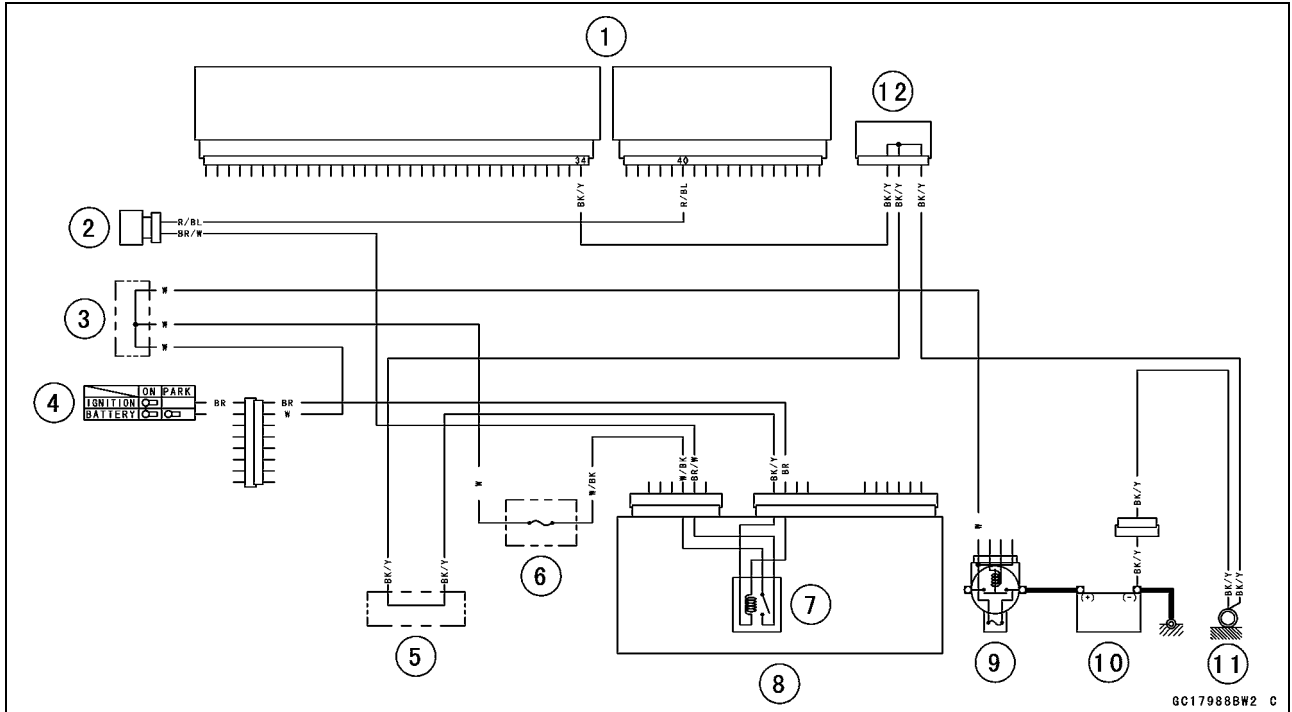 1
12
34
40
BK/Y
R/BL
BK/Y
BK/Y
BK/Y
2
R/BL
BR/W
3
W
W
W
4
ON PARK
IGNITION
BATTERY
BR
BR
W
W
W/BK
W/BK
BR/W
BK/Y
BR
W
BK/Y
BK/Y
BK/Y
BK/Y
BK/Y
BK/Y
5
6
7
8
9
(+) (-)
10
11
GC17988BW2 C